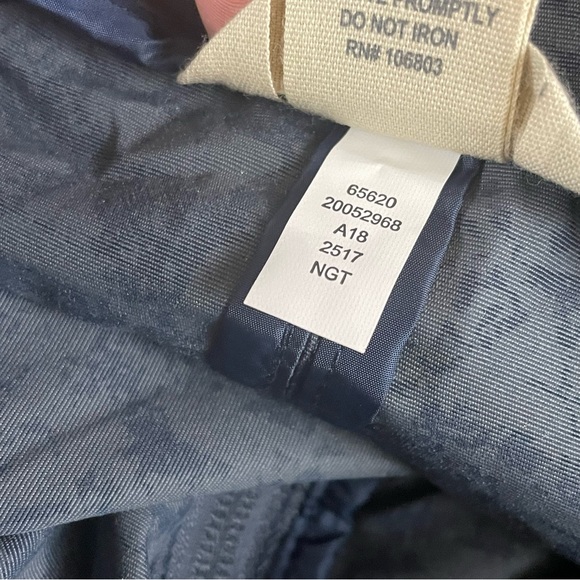 PROMPTLY
DO NOT IRON
RN# 106803
65620
20052968
A18
2517
NGT